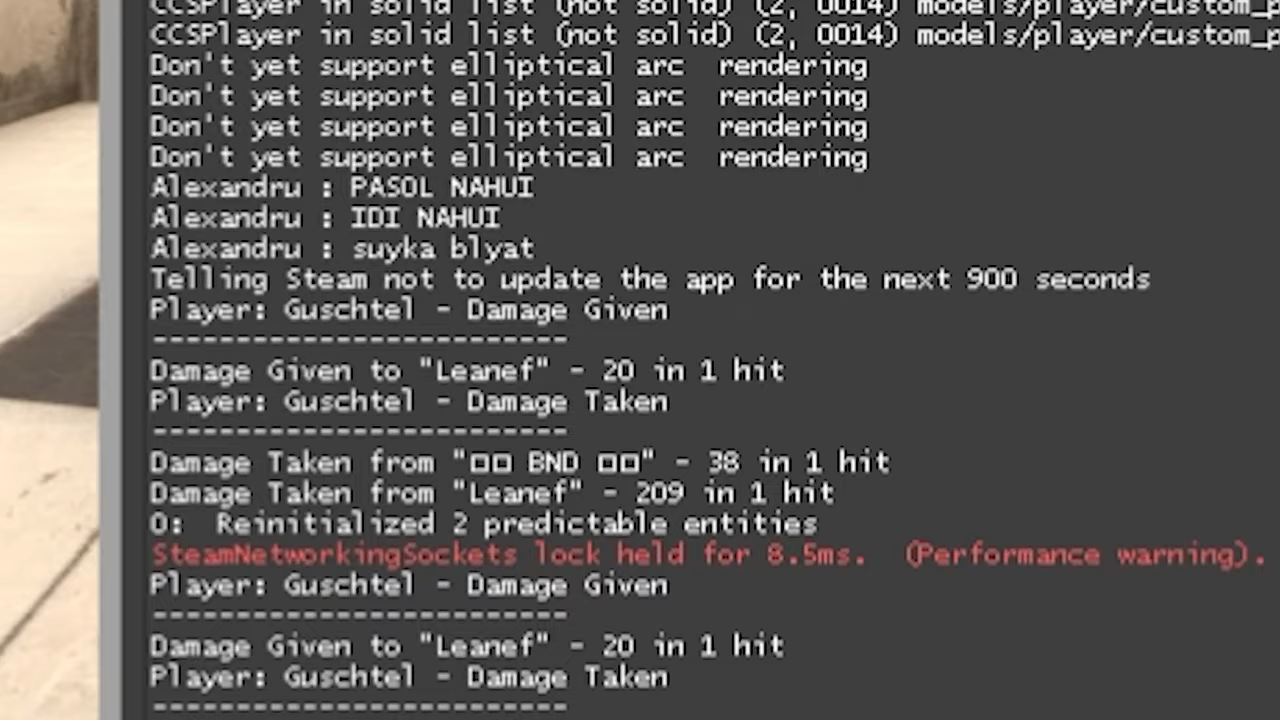 CCSPlayer in solid list (not solid) (2, 0014) models/player/custom_p
CCSPlayer in solid list (not solid) (2, 0014) models/player/custom_p
Don't yet support elliptical arc  rendering
Don't yet support elliptical arc  rendering
Don't yet support elliptical arc  rendering
Don't yet support elliptical arc  rendering
Alexandru : PASOL NAHUI
Alexandru : IDI NAHUI
Alexandru : suyka blyat
Telling Steam not to update the app for the next 900 seconds
Player: Guschtel - Damage Given
-------------------------
Damage Given to "Leanef" - 20 in 1 hit
Player: Guschtel - Damage Taken
-------------------------
Damage Taken from "□□ BND □□" - 38 in 1 hit
Damage Taken from "Leanef" - 209 in 1 hit
0:  Reinitialized 2 predictable entities
SteamNetworkingSockets lock held for 8.5ms.  (Performance warning).
Player: Guschtel - Damage Given
-------------------------
Damage Given to "Leanef" - 20 in 1 hit
Player: Guschtel - Damage Taken
-------------------------